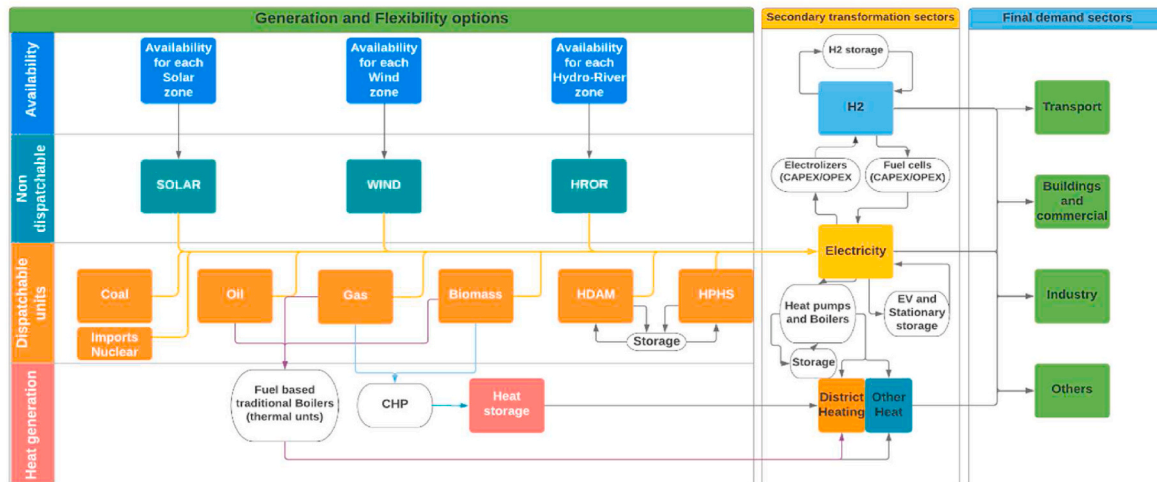 Generation and Flexibility options
Secondary transformation sectors
Final demand sectors
Availability
Availability
for each
Solar
zone
Availability
for each
Wind
zone
Availability
for each
Hydro-River
zone
H2 storage
H2
Transport
Non
dispatchable
SOLAR
WIND
HROR
Electrolizers
(CAPEX/OPEX
Fuel cells
(CAPEX/OPEX)
Buildings
and
commercial
Dispatchable
units
Coal
Imports
Nuclear
Oil
Gas
Biomass
HDAM
HPHS
Storage
Electricity
Heat pumps
and Boilers
EV and
Stationary
storage
Storage
Industry
Heat generation
Fuel based
traditional Boilers
(thermal unts)
CHP
Heat
storage
District
Heating
Other
Heat
Others